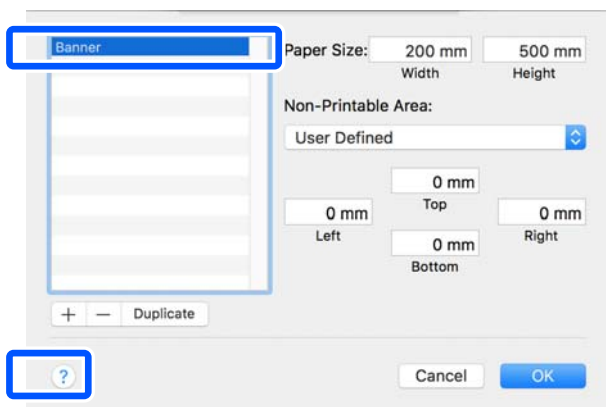 Banner
Paper Size: 200 mm 500 mm
Width Height
Non-Printable Area:
User Defined
0 mm
Top
0 mm 0 mm
Left Right
0 mm
Bottom
+ — Duplicate
? Cancel OK